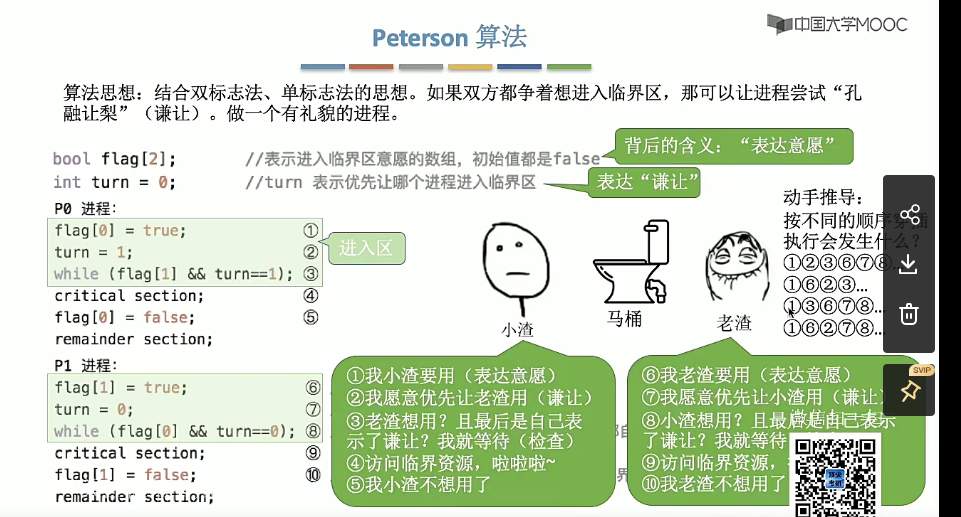 中国大学MOOC
Peterson 算法
算法思想：结合双标志法、单标志法的思想。如果双方都争着想进入临界区，那可以让进程尝试“孔
融让梨”（谦让）。做一个有礼貌的进程。
bool flag[2]; //表示进入临界区意愿的数组，初始值都是false
背后的含义：“表达意愿”
int turn = 0; //turn 表示优先让哪个进程进入临界区
表达“谦让”
P0 进程：
flag[0] = true; ①
turn = 1; ②
while (flag[1] && turn==1); ③
critical section; ④
flag[0] = false; ⑤
remainder section;
进入区
P1 进程：
flag[1] = true; ⑥
turn = 0; ⑦
while (flag[0] && turn==0); ⑧
critical section; ⑨
flag[1] = false; ⑩
remainder section;
小渣
马桶
老渣
动手推导：
按不同的顺序穿插
执行会发生什么？
①②③⑥⑦⑧...
①⑥②③...
①③⑥⑦⑧...
①⑥②⑦⑧...
SVIP
①我小渣要用（表达意愿）
②我愿意优先让老渣用（谦让）
③老渣想用？且最后是自己表
示了谦让？我就等待（检查）
④访问临界资源，啦啦啦~
⑤我小渣不想用了
⑥我老渣要用（表达意愿）
⑦我愿意优先让小渣用（谦让）
⑧小渣想用？且最后是自己表示
了谦让？我就等待
⑨访问临界资源，
⑩我老渣不想用了
界